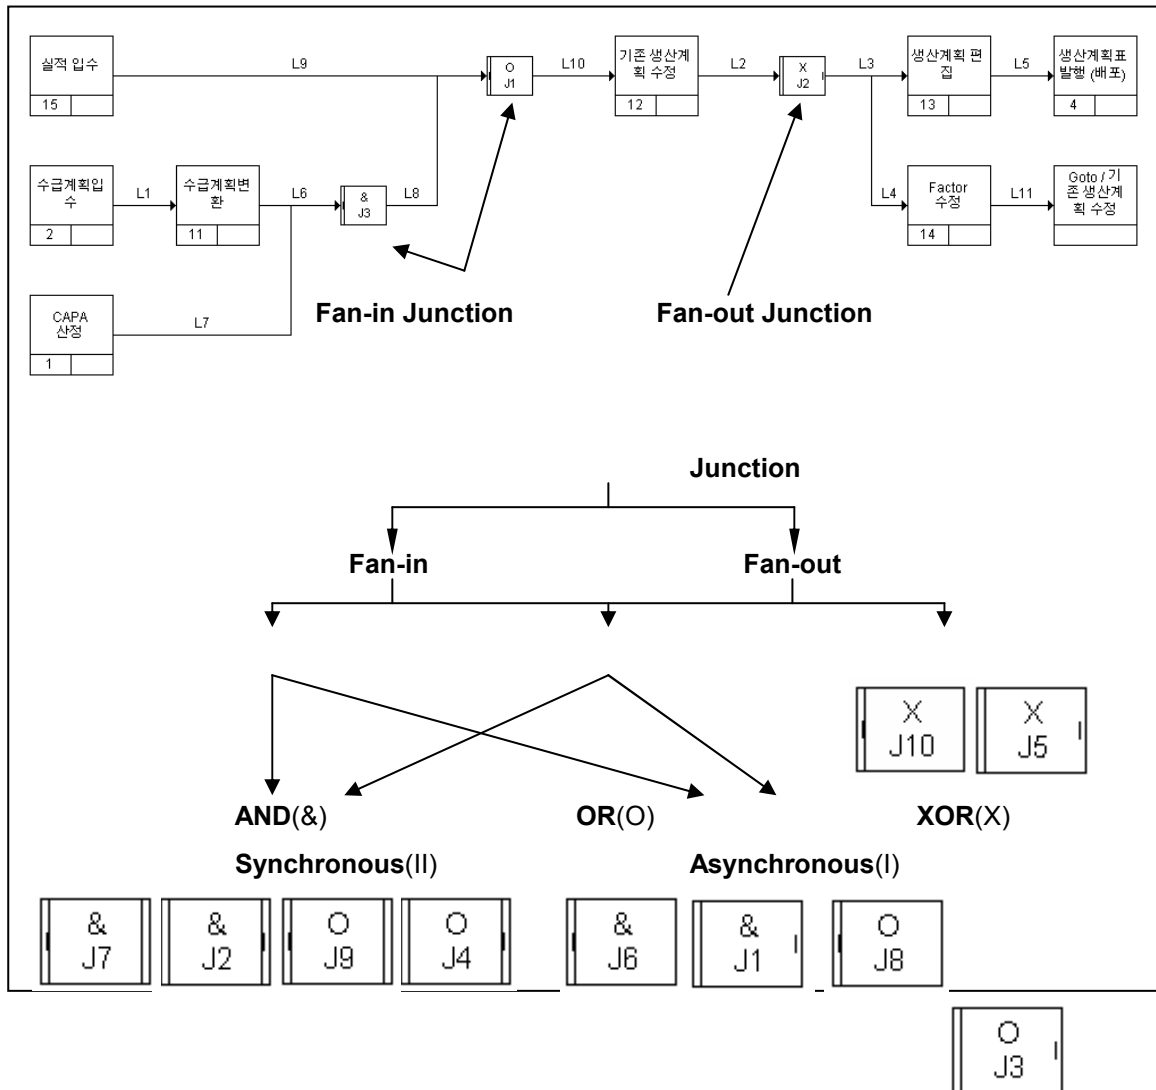 실적 입수
15
L9
O
J1
L10
기존 생산계
획 수정
12
L2
X
J2
L3
생산계획 편
집
13
L5
생산계획표
발행 (배포)
4
수급계획입
수
2
L1
수급계획변
환
11
L6
&
J3
L8
L4
Factor
수정
14
L11
Goto / 기
존 생산계
획 수정
CAPA
산정
1
L7
Fan-in Junction
Fan-out Junction
Junction
Fan-in
Fan-out
X
J10
X
J5
AND(&)
OR(O)
XOR(X)
Synchronous(II)
Asynchronous(I)
&
J7
&
J2
O
J9
O
J4
&
J6
&
J1
O
J8
O
J3